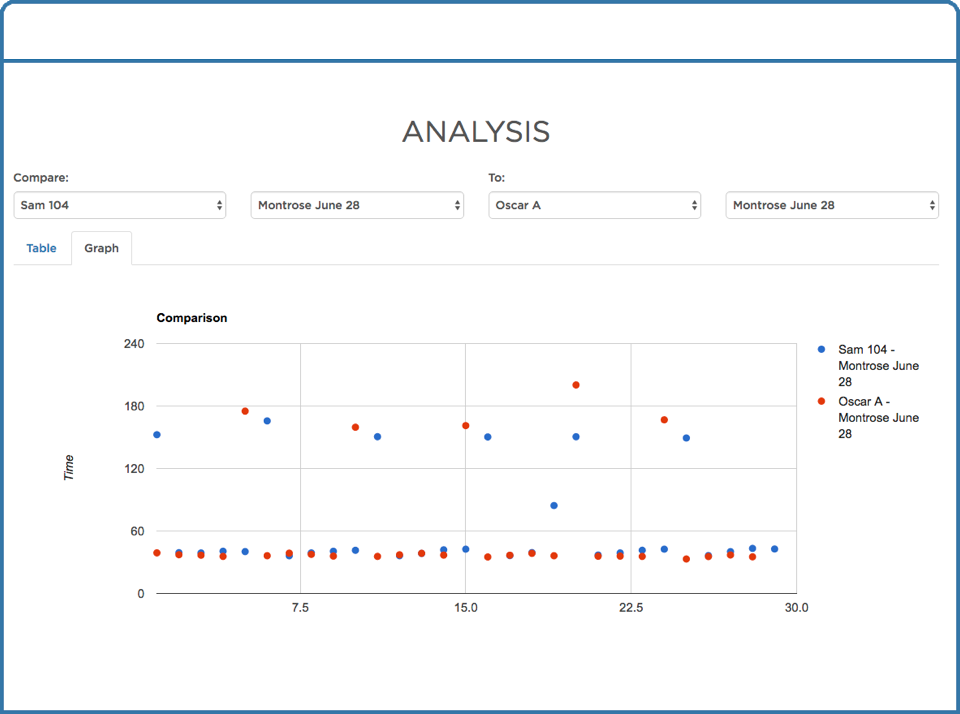 ANALYSIS
Compare:
To:
Sam 104
Montrose June 28
Oscar A
Montrose June 28
Table
Graph
Comparison
240
180
120
60
0
Time
7.5
15.0
22.5
30.0
Sam 104 -
Montrose June
28
Oscar A -
Montrose June
28